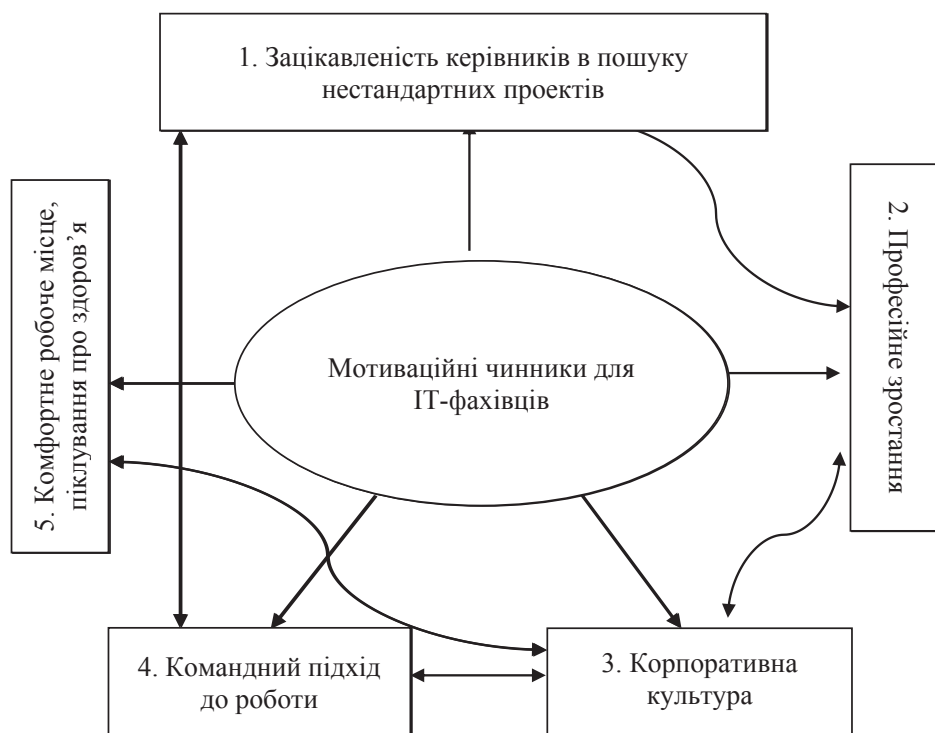 1. Зацікавленість керівників в пошуку
нестандартних проектів
2. Професійне
зростання
5. Комфортне робоче місце,
піклування про здоров’я
Мотиваційні чинники для
ІТ-фахівців
4. Командний підхід
до роботи
3. Корпоративна
культура